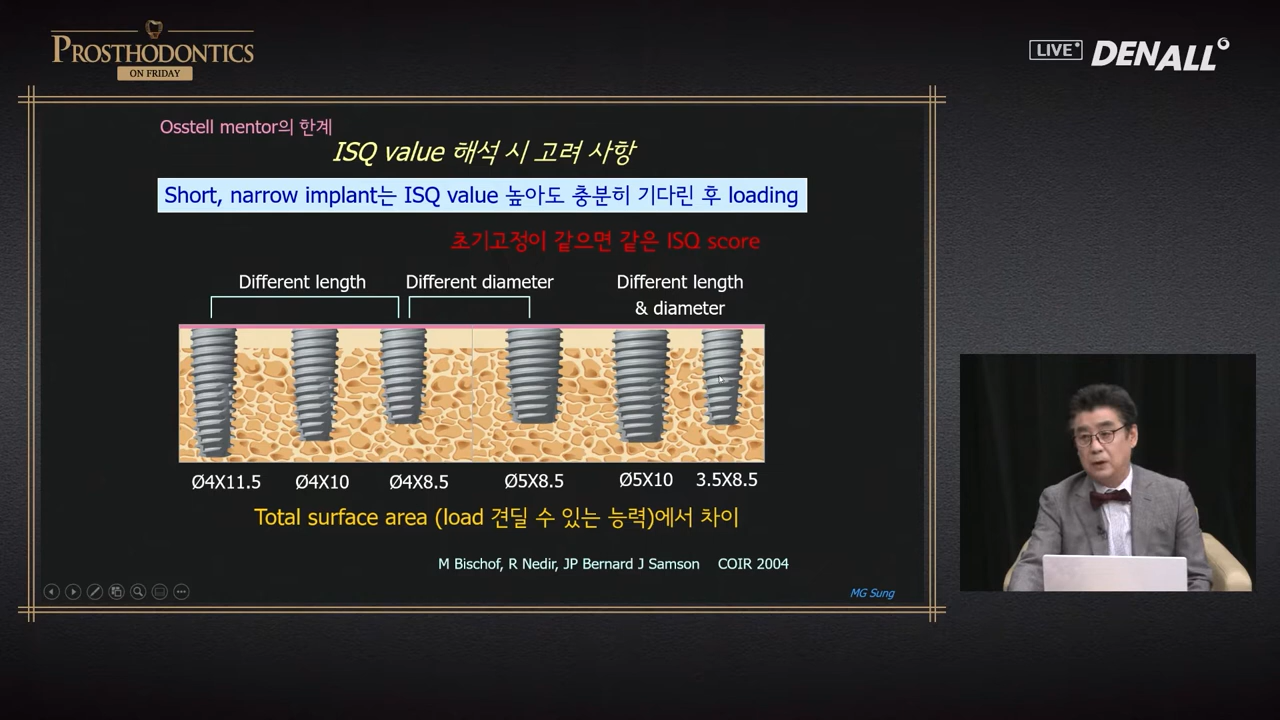 PROSTHODONTICS
ON FRIDAY
LIVE
DENALL
Osstell mentor의 한계
ISQ value 해석 시 고려 사항
Short, narrow implant는 ISQ value 높아도 충분히 기다린 후 loading
초기고정이 같으면 같은 ISQ score
Different length
Different diameter
Different length
& diameter
Ø4X11.5
Ø4X10
Ø4X8.5
Ø5X8.5
Ø5X10
3.5X8.5
Total surface area (load 견딜 수 있는 능력)에서 차이
M Bischof, R Nedir, JP Bernard J Samson COIR 2004
MG Sung